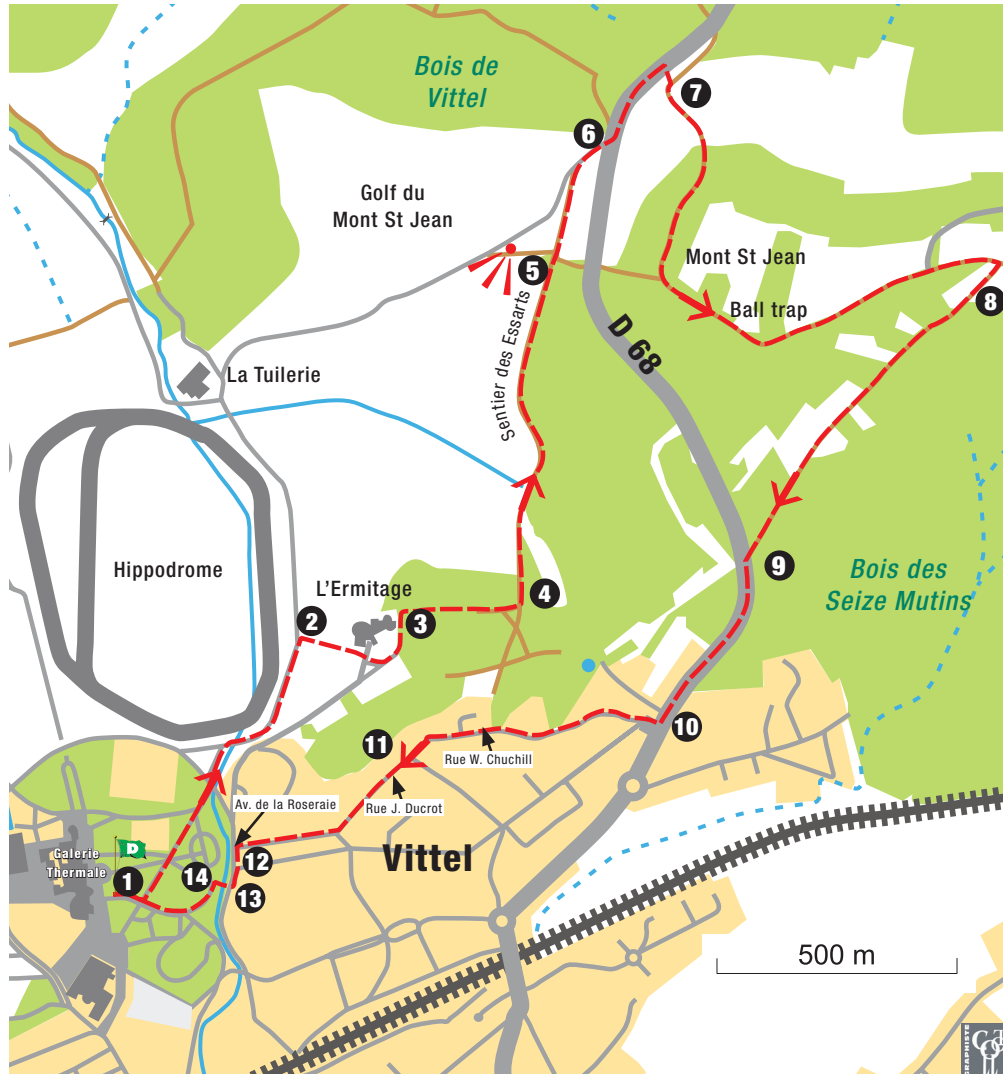 Bois de
Vittel
7
6
Golf du
Mont St Jean
5
Mont St Jean
8
Ball trap
Sentier des Essarts
D 68
La Tuilerie
Hippodrome
L'Ermitage
9
Bois des
Seize Mutins
4
2
3
10
11
Rue W. Chuchill
Rue J. Ducrot
Av. de la Roseraie
Vittel
D
Galerie
Thermale
1
14
12
13
500 m